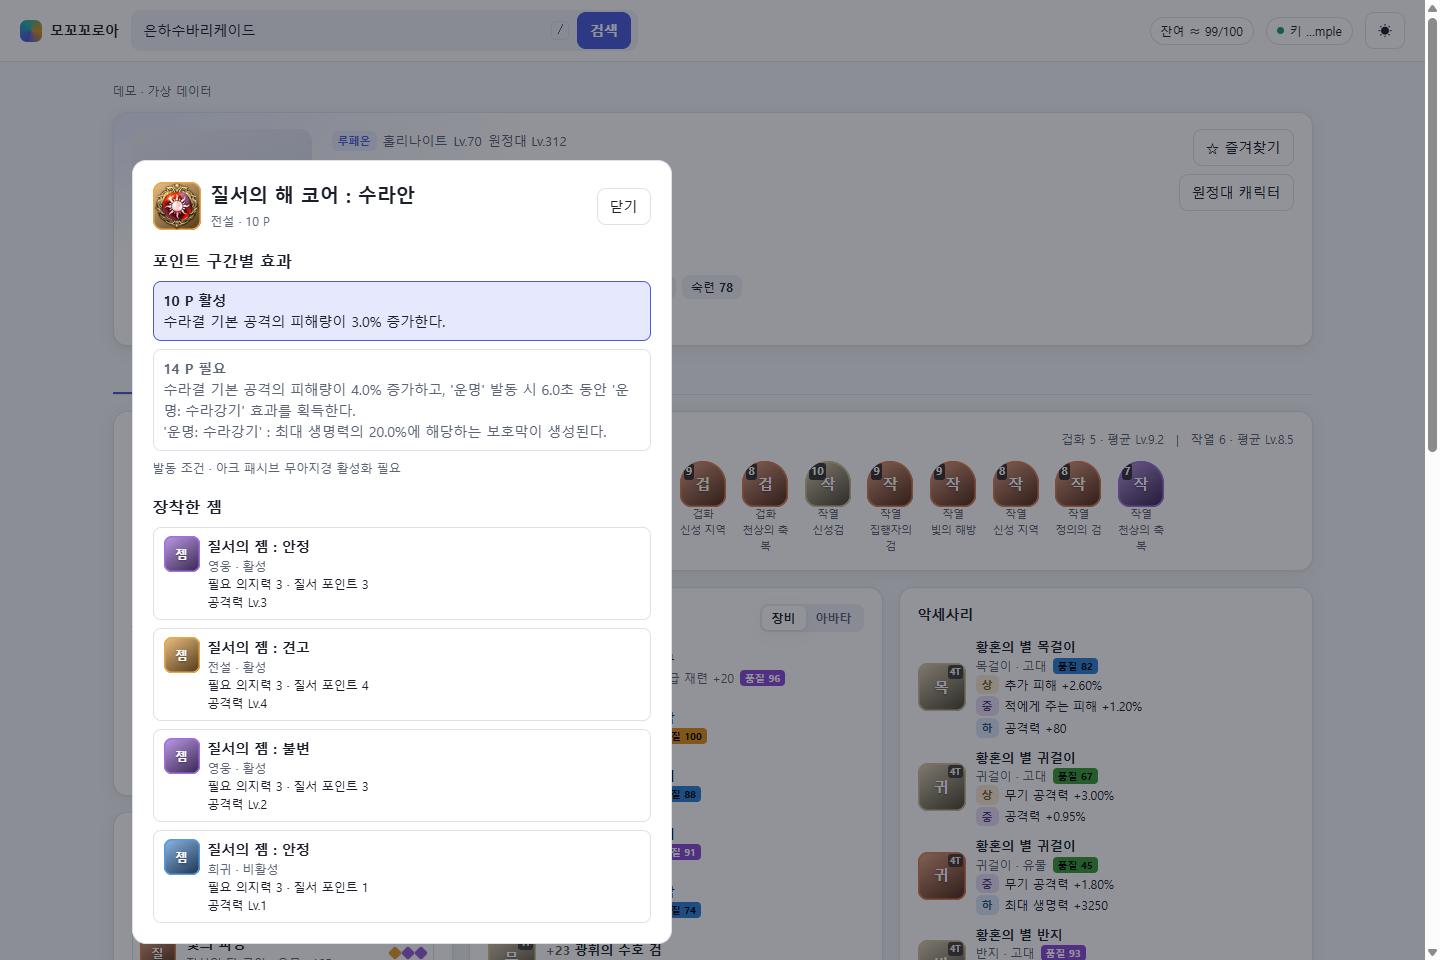 모꼬꼬로아
은하수바리케이드
/
검색
잔여 ≈ 99/100
키 ...mple
데모 · 가상 데이터
루페온 홀리나이트 Lv.70 원정대 Lv.312
☆ 즐겨찾기
원정대 캐릭터
숙련 78
질서의 해 코어 : 수라안
전설 · 10 P
닫기
포인트 구간별 효과
10 P 활성
수라결 기본 공격의 피해량이 3.0% 증가한다.
14 P 필요
수라결 기본 공격의 피해량이 4.0% 증가하고, '운명' 발동 시 6.0초 동안 '운
명: 수라강기' 효과를 획득한다.
'운명: 수라강기' : 최대 생명력의 20.0%에 해당하는 보호막이 생성된다.
발동 조건 · 아크 패시브 무아지경 활성화 필요
장착한 젬
젬
질서의 젬 : 안정
영웅 · 활성
필요 의지력 3 · 질서 포인트 3
공격력 Lv.3
젬
질서의 젬 : 견고
전설 · 활성
필요 의지력 3 · 질서 포인트 4
공격력 Lv.4
젬
질서의 젬 : 불변
영웅 · 활성
필요 의지력 3 · 질서 포인트 3
공격력 Lv.2
젬
질서의 젬 : 안정
희귀 · 비활성
필요 의지력 3 · 질서 포인트 1
공격력 Lv.1
겁화 5 · 평균 Lv.9.2 | 작열 6 · 평균 Lv.8.5
9 8 10 9 9 8 8 7
겁 겁 작 작 작 작 작 작
겁화 겁화 작열 작열 작열 작열 작열 작열
신성 지역 천상의 축 신성검 집행자의 빛의 해방 신성 지역 정의의 검 천상의 축
복 검 복
장비 아바타
급 재련 +20 품질 96
질 100
질 88
질 91
질 74
+23 광휘의 수호 검
악세사리
목 4T
황혼의 별 목걸이
목걸이 · 고대 품질 82
상 추가 피해 +2.60%
중 적에게 주는 피해 +1.20%
하 공격력 +80
귀 4T
황혼의 별 귀걸이
귀걸이 · 고대 품질 67
상 무기 공격력 +3.00%
중 공격력 +0.95%
귀 4T
황혼의 별 귀걸이
귀걸이 · 유물 품질 45
중 무기 공격력 +1.80%
하 최대 생명력 +3250
4T
황혼의 별 반지
반지 · 고대 품질 93